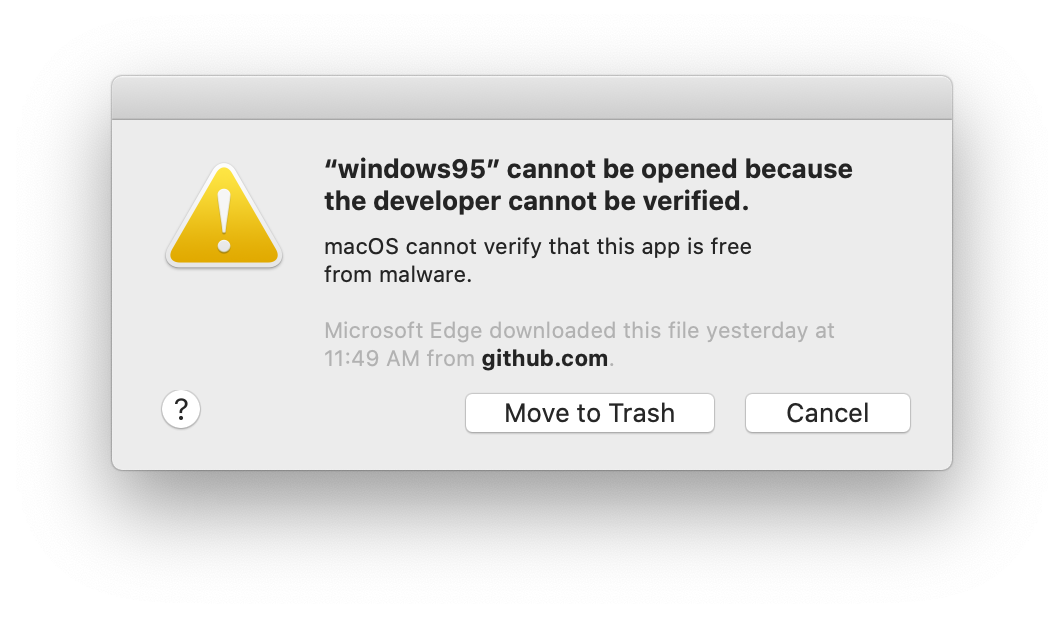 “windows95” cannot be opened because
the developer cannot be verified.
macOS cannot verify that this app is free
from malware.
Microsoft Edge downloaded this file yesterday at
11:49 AM from github.com.
?
Move to Trash
Cancel